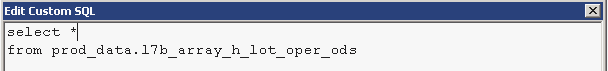 Edit Custom SQL
select *
from prod_data.l7b_array_h_lot_oper_ods